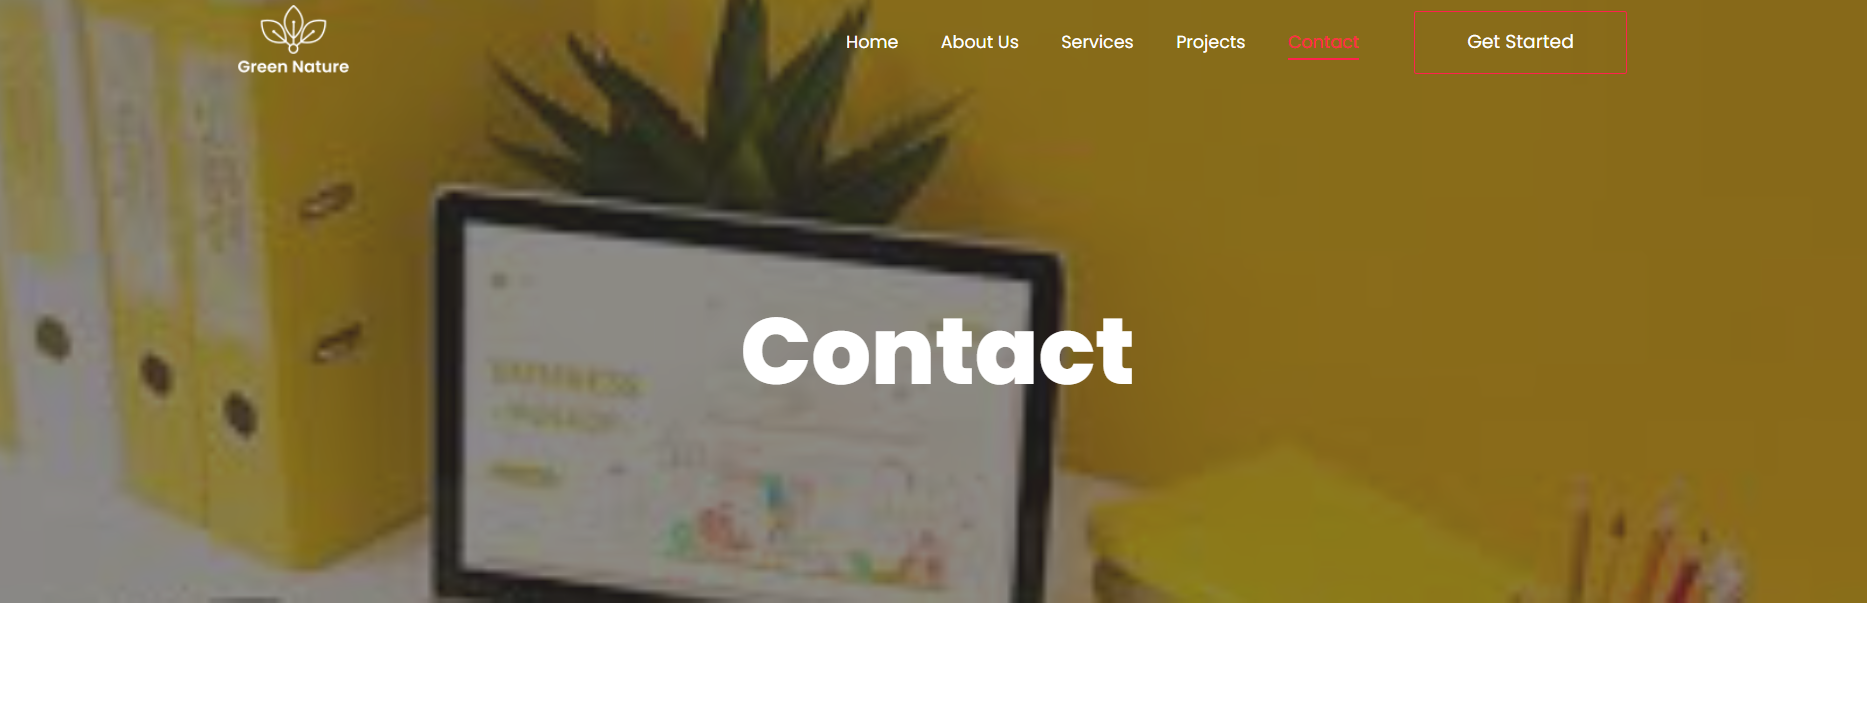 Green Nature
Home About Us Services Projects Contact Get Started
Contact